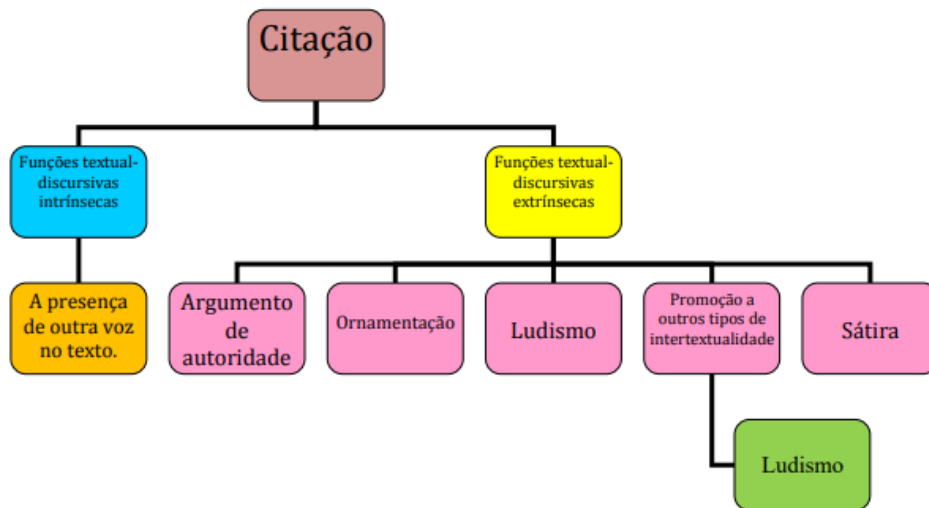 Citação
Funções textual-
discursivas
intrínsecas
Funções textual-
discursivas
extrínsecas
A presença
de outra voz
no texto.
Argumento
de
autoridade
Ornamentação
Ludismo
Promoção a
outros tipos de
intertextualidade
Sátira
Ludismo